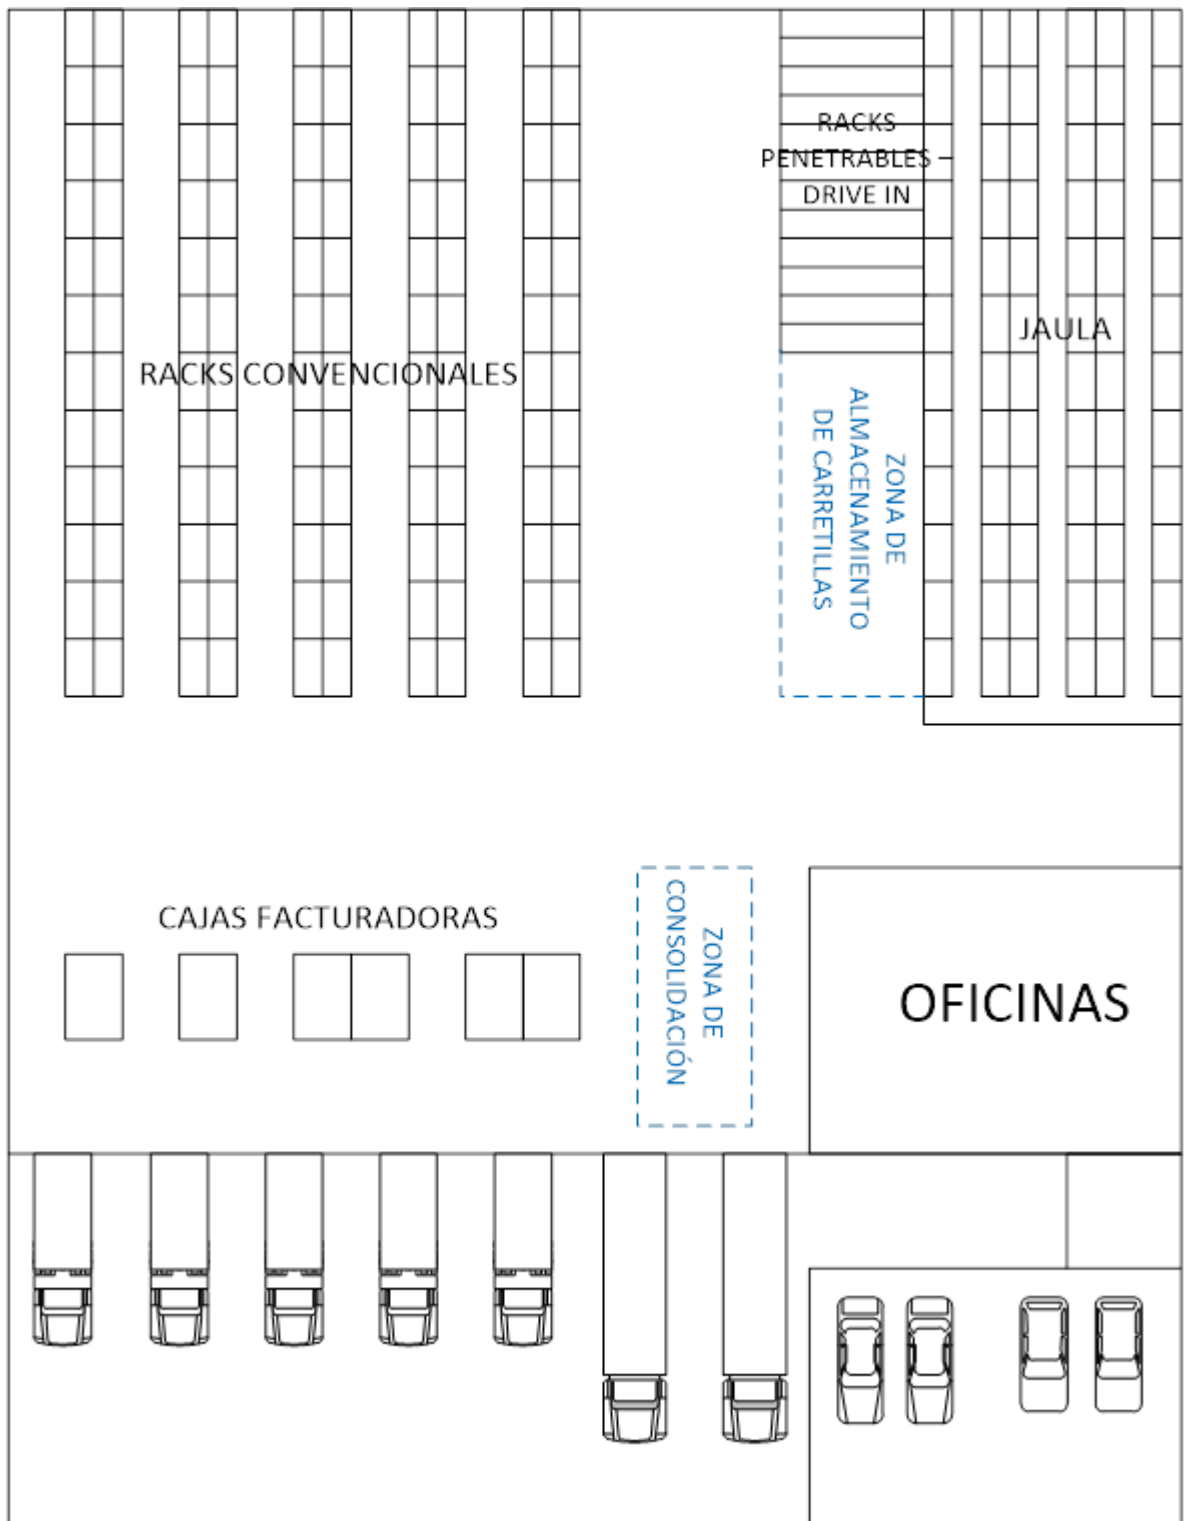 RACKS
PENETRABLES
DRIVE IN
JAULA
RACKS CONVENCIONALES
ZONA DE
ALMACENAMIENTO
DE CARRETILLAS
CAJAS FACTURADORAS
ZONA DE
CONSOLIDACIÓN
OFICINAS